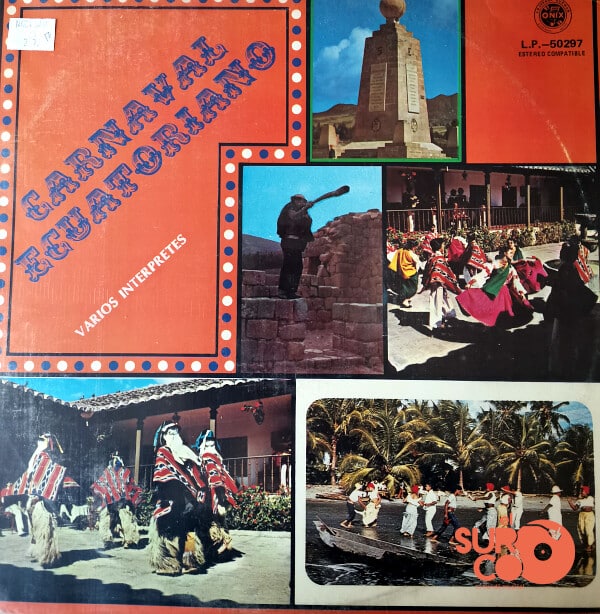 ONIX
L.P.-50297
ESTEREO COMPATIBLE
CARNAVAL
ECUATORIANO
VARIOS INTERPRETES
S
SUR
CO